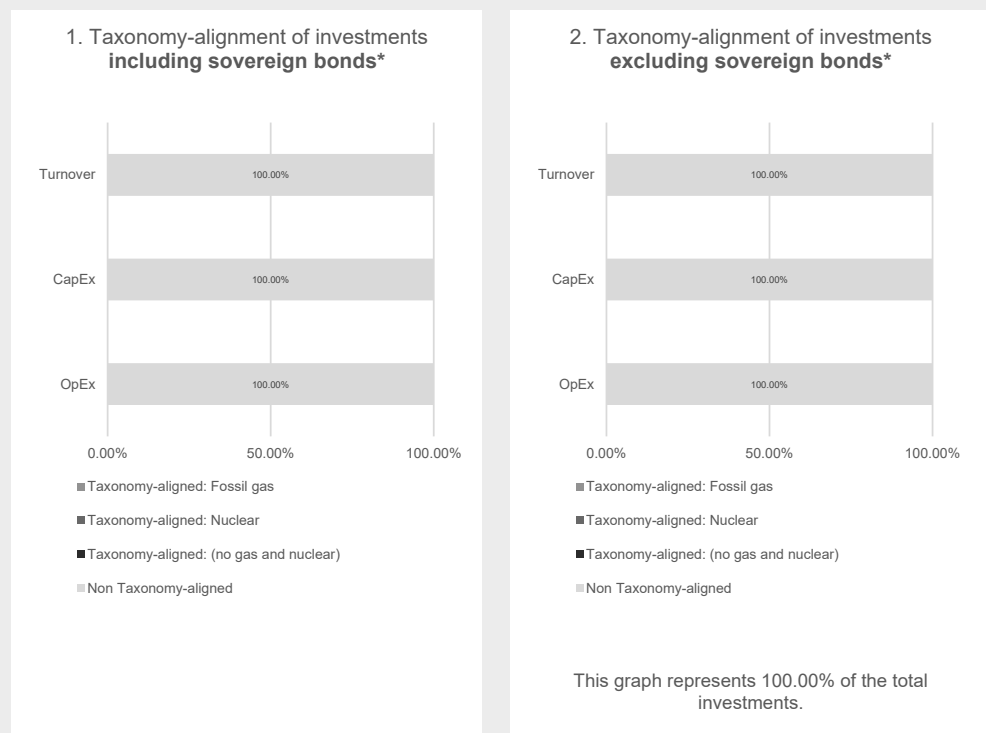 1. Taxonomy-alignment of investments
including sovereign bonds*
Turnover
100.00%
CapEx
100.00%
OpEx
100.00%
0.00% 50.00% 100.00%
Taxonomy-aligned: Fossil gas
Taxonomy-aligned: Nuclear
Taxonomy-aligned: (no gas and nuclear)
Non Taxonomy-aligned
2. Taxonomy-alignment of investments
excluding sovereign bonds*
Turnover
100.00%
CapEx
100.00%
OpEx
100.00%
0.00% 50.00% 100.00%
Taxonomy-aligned: Fossil gas
Taxonomy-aligned: Nuclear
Taxonomy-aligned: (no gas and nuclear)
Non Taxonomy-aligned
This graph represents 100.00% of the total
investments.